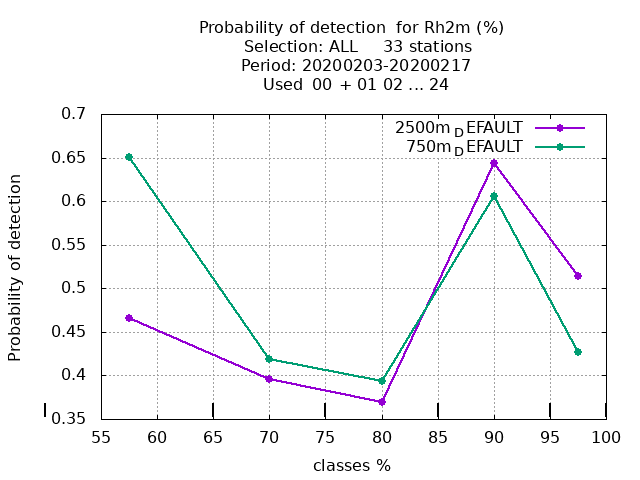 Probability of detection  for Rh2m (%)
Selection: ALL     33 stations
Period: 20200203-20200217
Used  00 + 01 02 ... 24
2500m_DEFAULT
750m_DEFAULT
Probability of detection
0.7
0.65
0.6
0.55
0.5
0.45
0.4
0.35
55 60 65 70 75 80 85 90 95 100
classes %